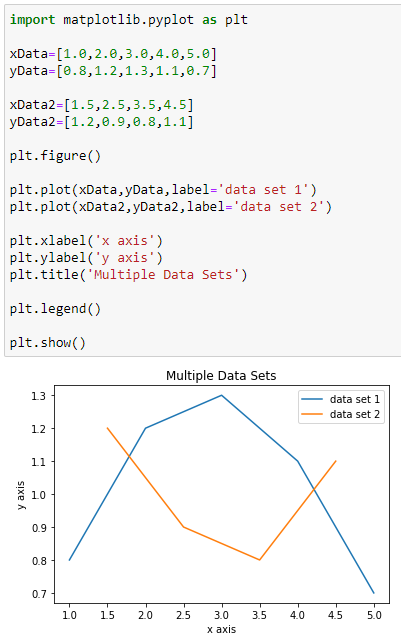 import matplotlib.pyplot as plt
xData=[1.0,2.0,3.0,4.0,5.0]
yData=[0.8,1.2,1.3,1.1,0.7]
xData2=[1.5,2.5,3.5,4.5]
yData2=[1.2,0.9,0.8,1.1]
plt.figure()
plt.plot(xData,yData,label='data set 1')
plt.plot(xData2,yData2,label='data set 2')
plt.xlabel('x axis')
plt.ylabel('y axis')
plt.title('Multiple Data Sets')
plt.legend()
plt.show()
Multiple Data Sets
data set 1
data set 2
y axis
1.3
1.2
1.1
1.0
0.9
0.8
0.7
1.0 1.5 2.0 2.5 3.0 3.5 4.0 4.5 5.0
x axis